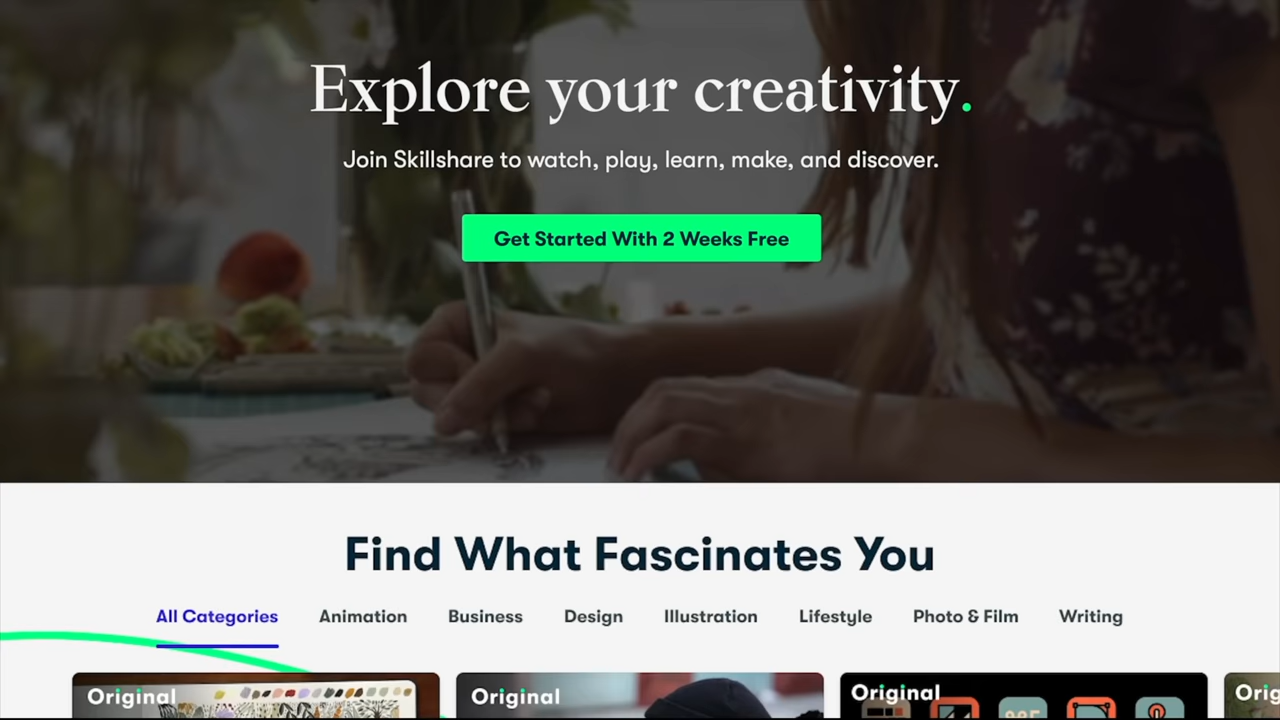 Explore your creativity.
Join Skillshare to watch, play, learn, make, and discover.
Get Started With 2 Weeks Free
Find What Fascinates You
All Categories Animation Business Design Illustration Lifestyle Photo & Film Writing
Original Original Original